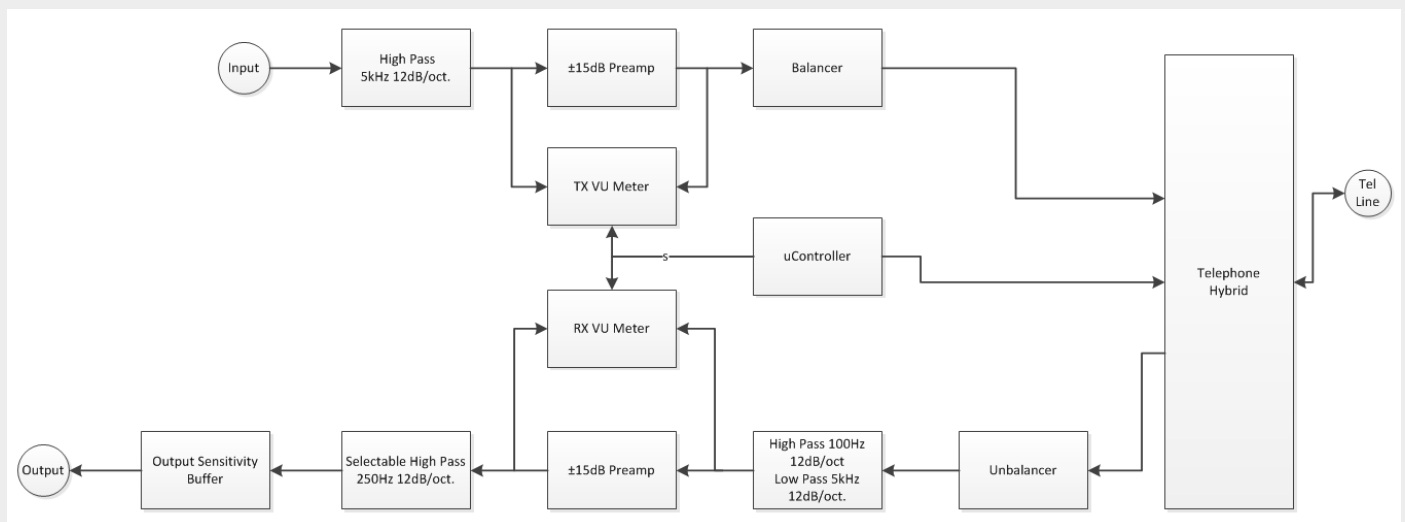 Input
High Pass
5kHz 12dB/oct.
±15dB Preamp
Balancer
TX VU Meter
Tel
Line
s
uController
Telephone
Hybrid
RX VU Meter
Output
Output Sensitivity
Buffer
Selectable High Pass
250Hz 12dB/oct.
±15dB Preamp
High Pass 100Hz
12dB/oct
Low Pass 5kHz
12dB/oct.
Unbalancer